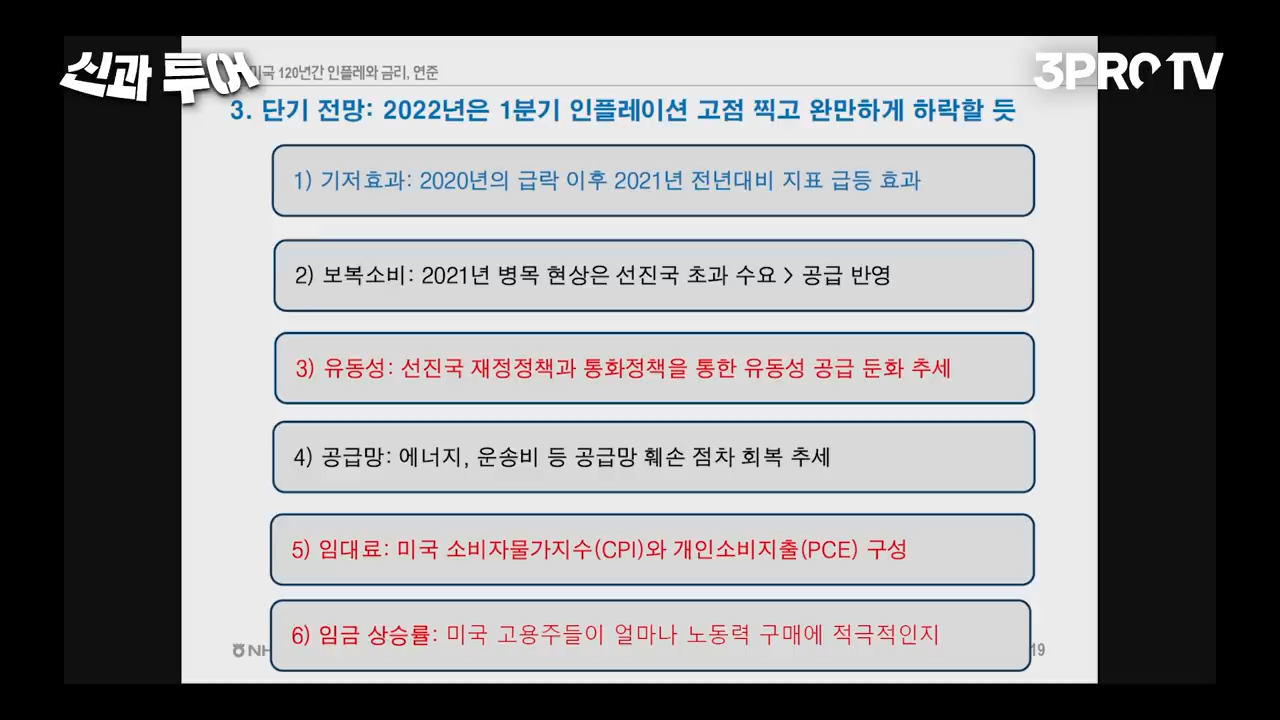 신과 투어
미국 120년간 인플레와 금리, 연준
3PROTV
3. 단기 전망: 2022년은 1분기 인플레이션 고점 찍고 완만하게 하락할 듯
1) 기저효과: 2020년의 급락 이후 2021년 전년대비 지표 급등 효과
2) 보복소비: 2021년 병목 현상은 선진국 초과 수요 > 공급 반영
3) 유동성: 선진국 재정정책과 통화정책을 통한 유동성 공급 둔화 추세
4) 공급망: 에너지, 운송비 등 공급망 훼손 점차 회복 추세
5) 임대료: 미국 소비자물가지수(CPI)와 개인소비지출(PCE) 구성
6) 임금 상승률: 미국 고용주들이 얼마나 노동력 구매에 적극적인지
NH
19